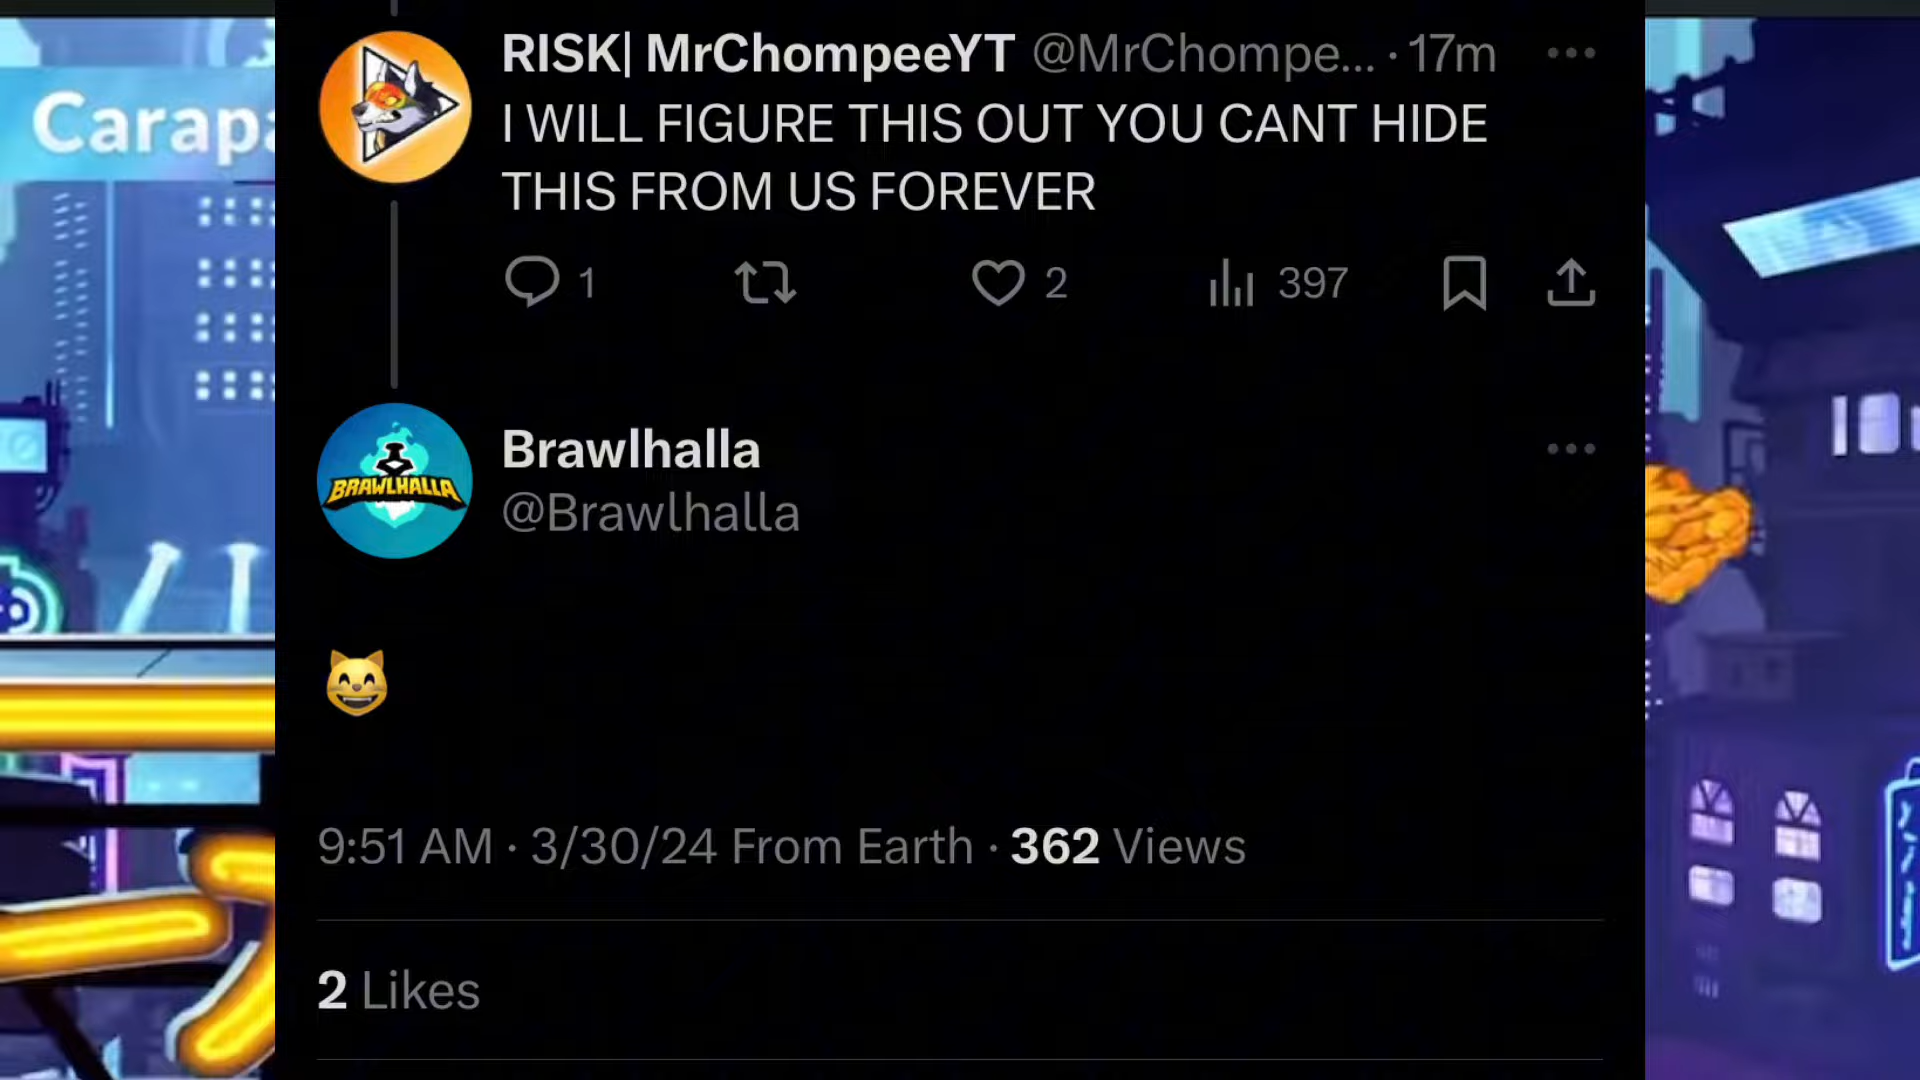 RISK| MrChompeeYT @MrChompe... · 17m
I WILL FIGURE THIS OUT YOU CANT HIDE
THIS FROM US FOREVER
1 2 397
Carapa
BRAWLHALLA
Brawlhalla
@Brawlhalla
😸
9:51 AM · 3/30/24 From Earth · 362 Views
2 Likes